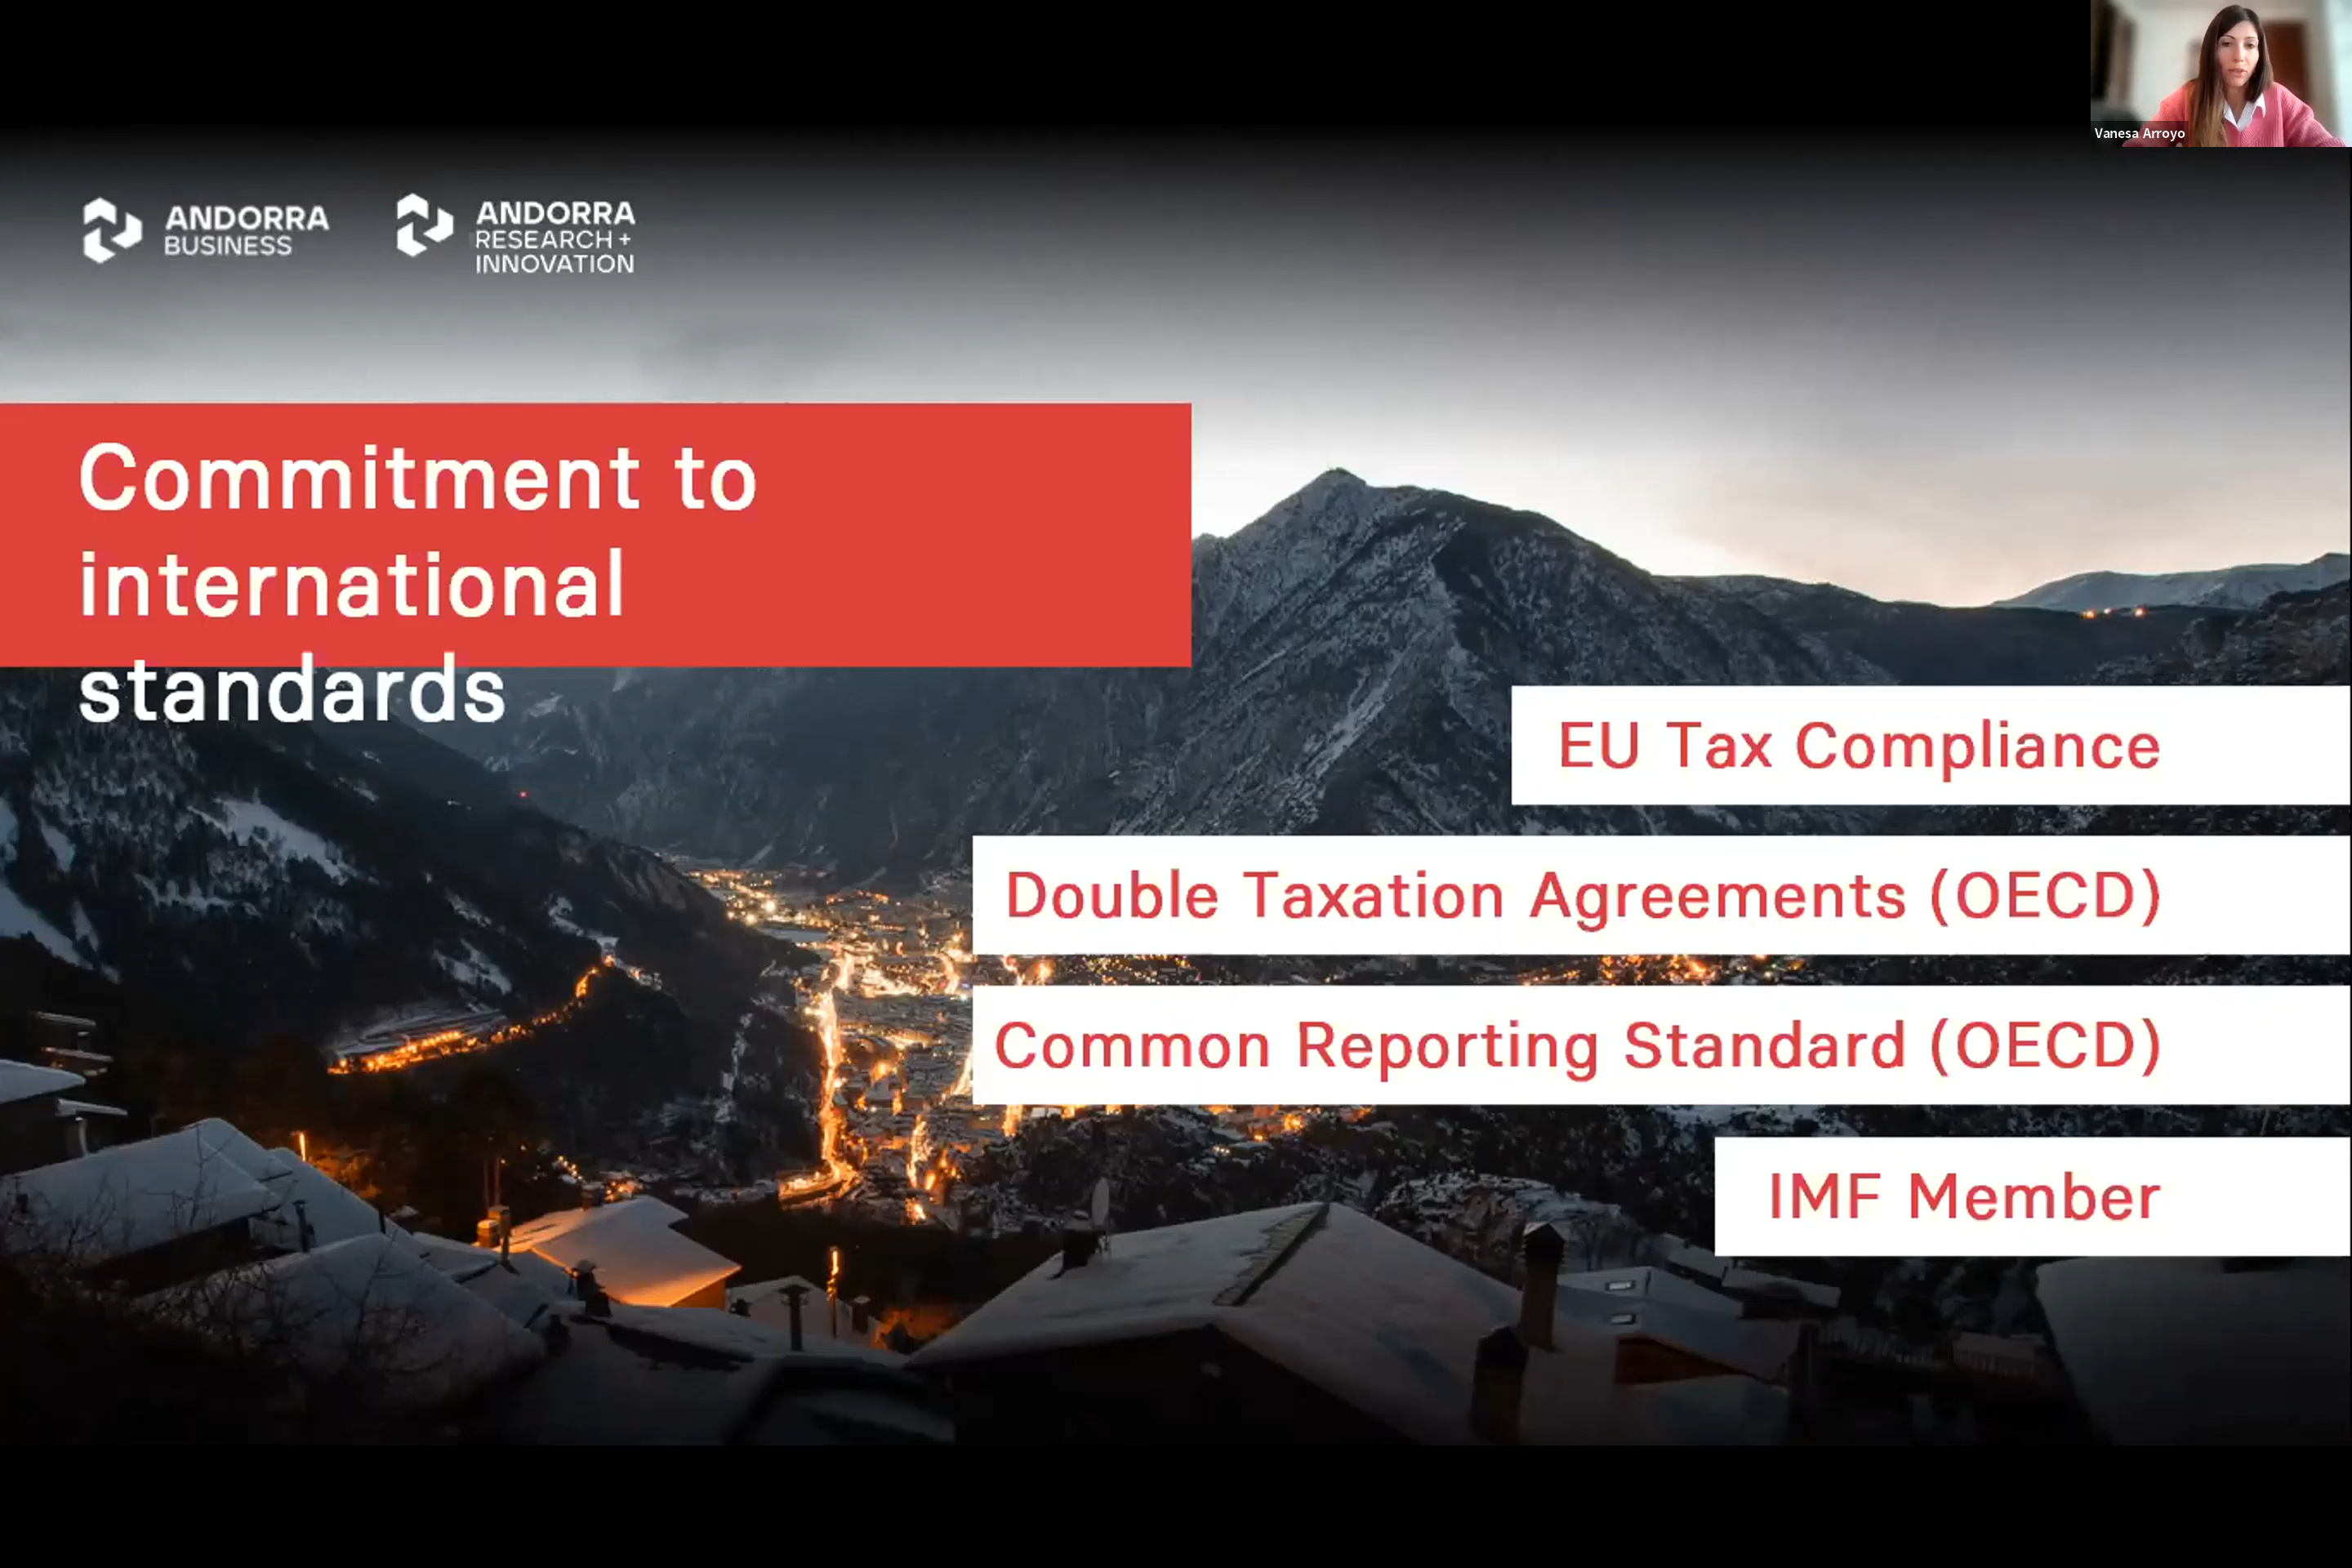 Vanesa Arroyo
ANDORRA
BUSINESS
ANDORRA
RESEARCH +
INNOVATION
Commitment to
international
standards
EU Tax Compliance
Double Taxation Agreements (OECD)
Common Reporting Standard (OECD)
IMF Member